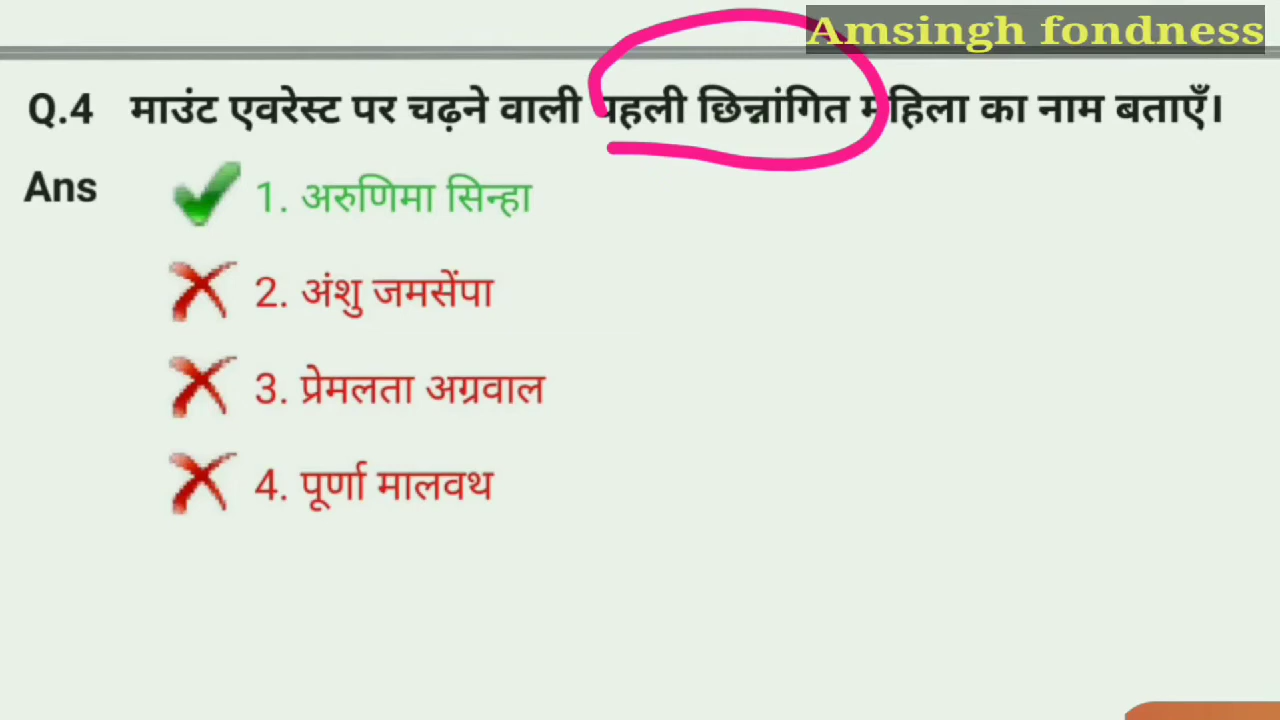 Amsingh fondness
Q.4 माउंट एवरेस्ट पर चढ़ने वाली पहली छिन्नांगित महिला का नाम बताएँ।
Ans 1. अरुणिमा सिन्हा
2. अंशु जमसेंपा
3. प्रेमलता अग्रवाल
4. पूर्णा मालवथ